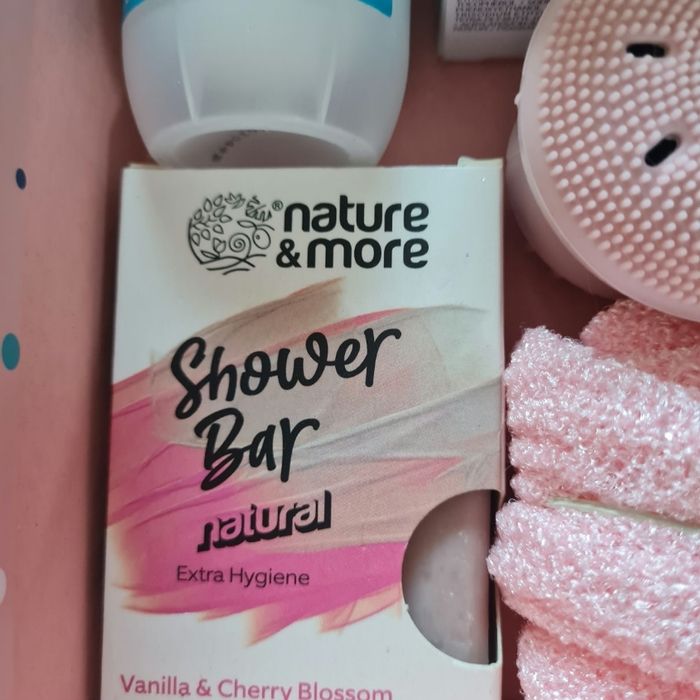 ®nature
&more
Shower
Bar
natural
Extra Hygiene
Vanilla & Cherry Blossom